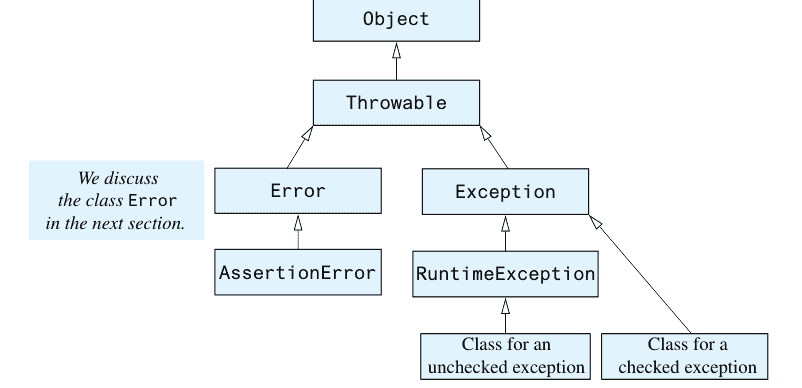 Object
Throwable
We discuss
the class Error
in the next section.
Error
Exception
AssertionError
RuntimeException
Class for an
unchecked exception
Class for a
checked exception